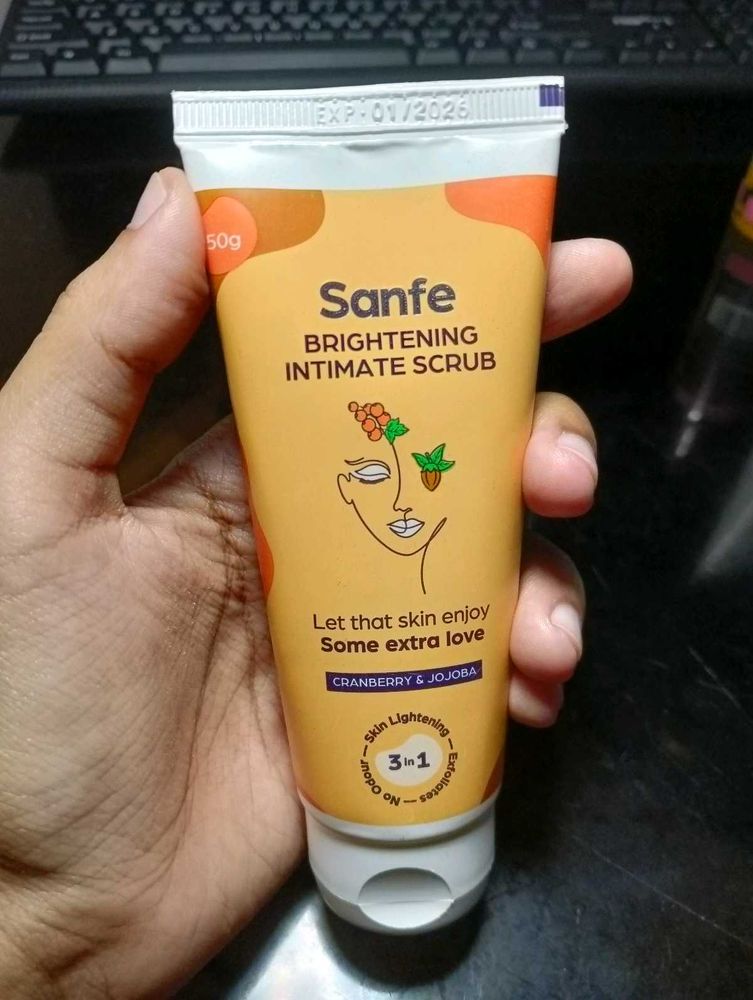 EXP. 01/2026
50g
Sanfe
BRIGHTENING
INTIMATE SCRUB
Let that skin enjoy
Some extra love
CRANBERRY & JOJOBA
Skin Lightening — Exfoliates — No Odour —
3 in 1